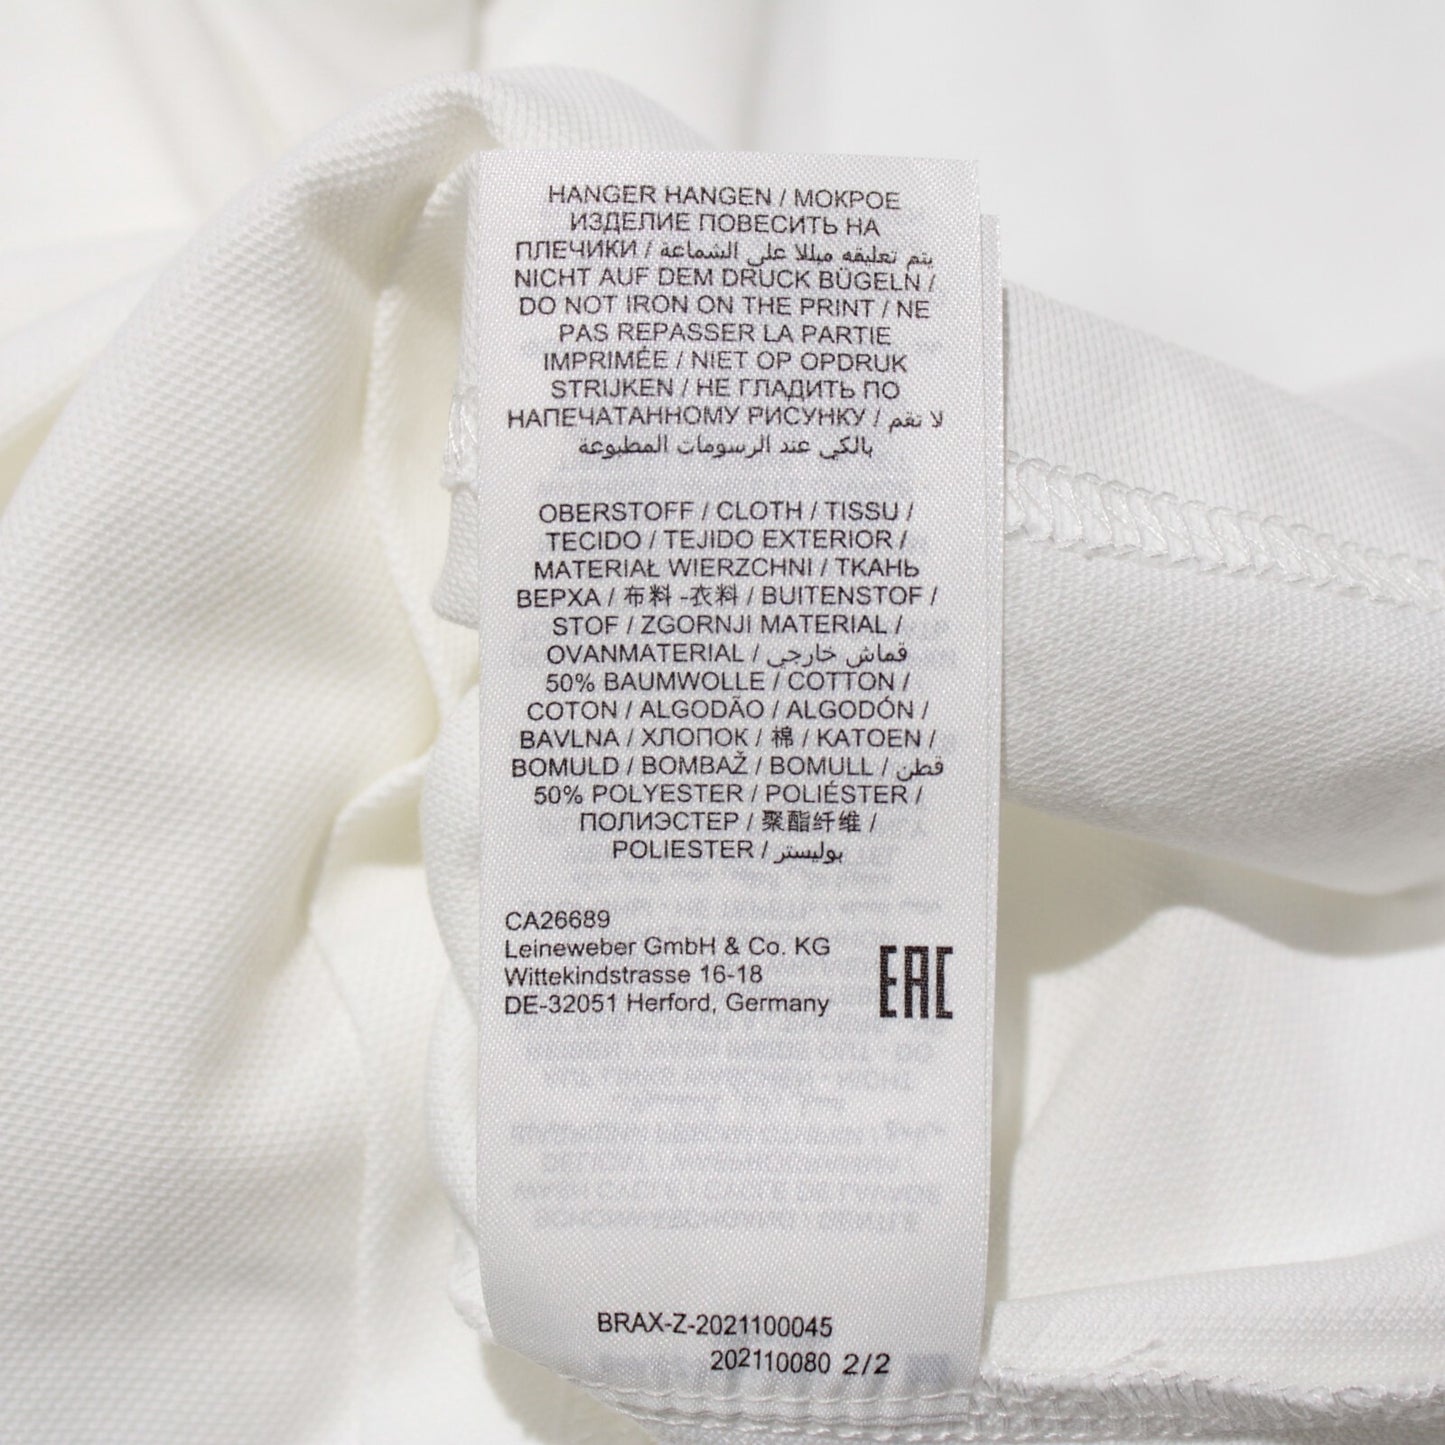 HANGER HANGEN / МОКРОЕ
ИЗДЕЛИЕ ПОВЕСИТЬ НА
ПЛЕЧИКИ / يتم تعليقه مبللا على الشماعة
NICHT AUF DEM DRUCK BÜGELN /
DO NOT IRON ON THE PRINT / NE
PAS REPASSER LA PARTIE
IMPRIMÉE / NIET OP OPDRUK
STRIJKEN / НЕ ГЛАДИТЬ ПО
НАПЕЧАТАННОМУ РИСУНКУ / لا تقم
بالكي عند الرسومات المطبوعة
OBERSTOFF / CLOTH / TISSU /
TECIDO / TEJIDO EXTERIOR /
MATERIAŁ WIERZCHNI / ТКАНЬ
ВЕРХА / 布料 -衣料 / BUITENSTOF /
STOF / ZGORNJI MATERIAL /
OVANMATERIAL / قماش خارجي
50% BAUMWOLLE / COTTON /
COTON / ALGODÃO / ALGODÓN /
BAVLNA / ХЛОПОК / 棉 / KATOEN /
BOMULD / BOMBAŽ / BOMULL / قطن
50% POLYESTER / POLIÉSTER /
ПОЛИЭСТЕР / 聚酯纤维 /
POLIESTER / بوليستر
CA26689
Leineweber GmbH & Co. KG
Wittekindstrasse 16-18
DE-32051 Herford, Germany
EAC
BRAX-Z-2021100045
202110080 2/2